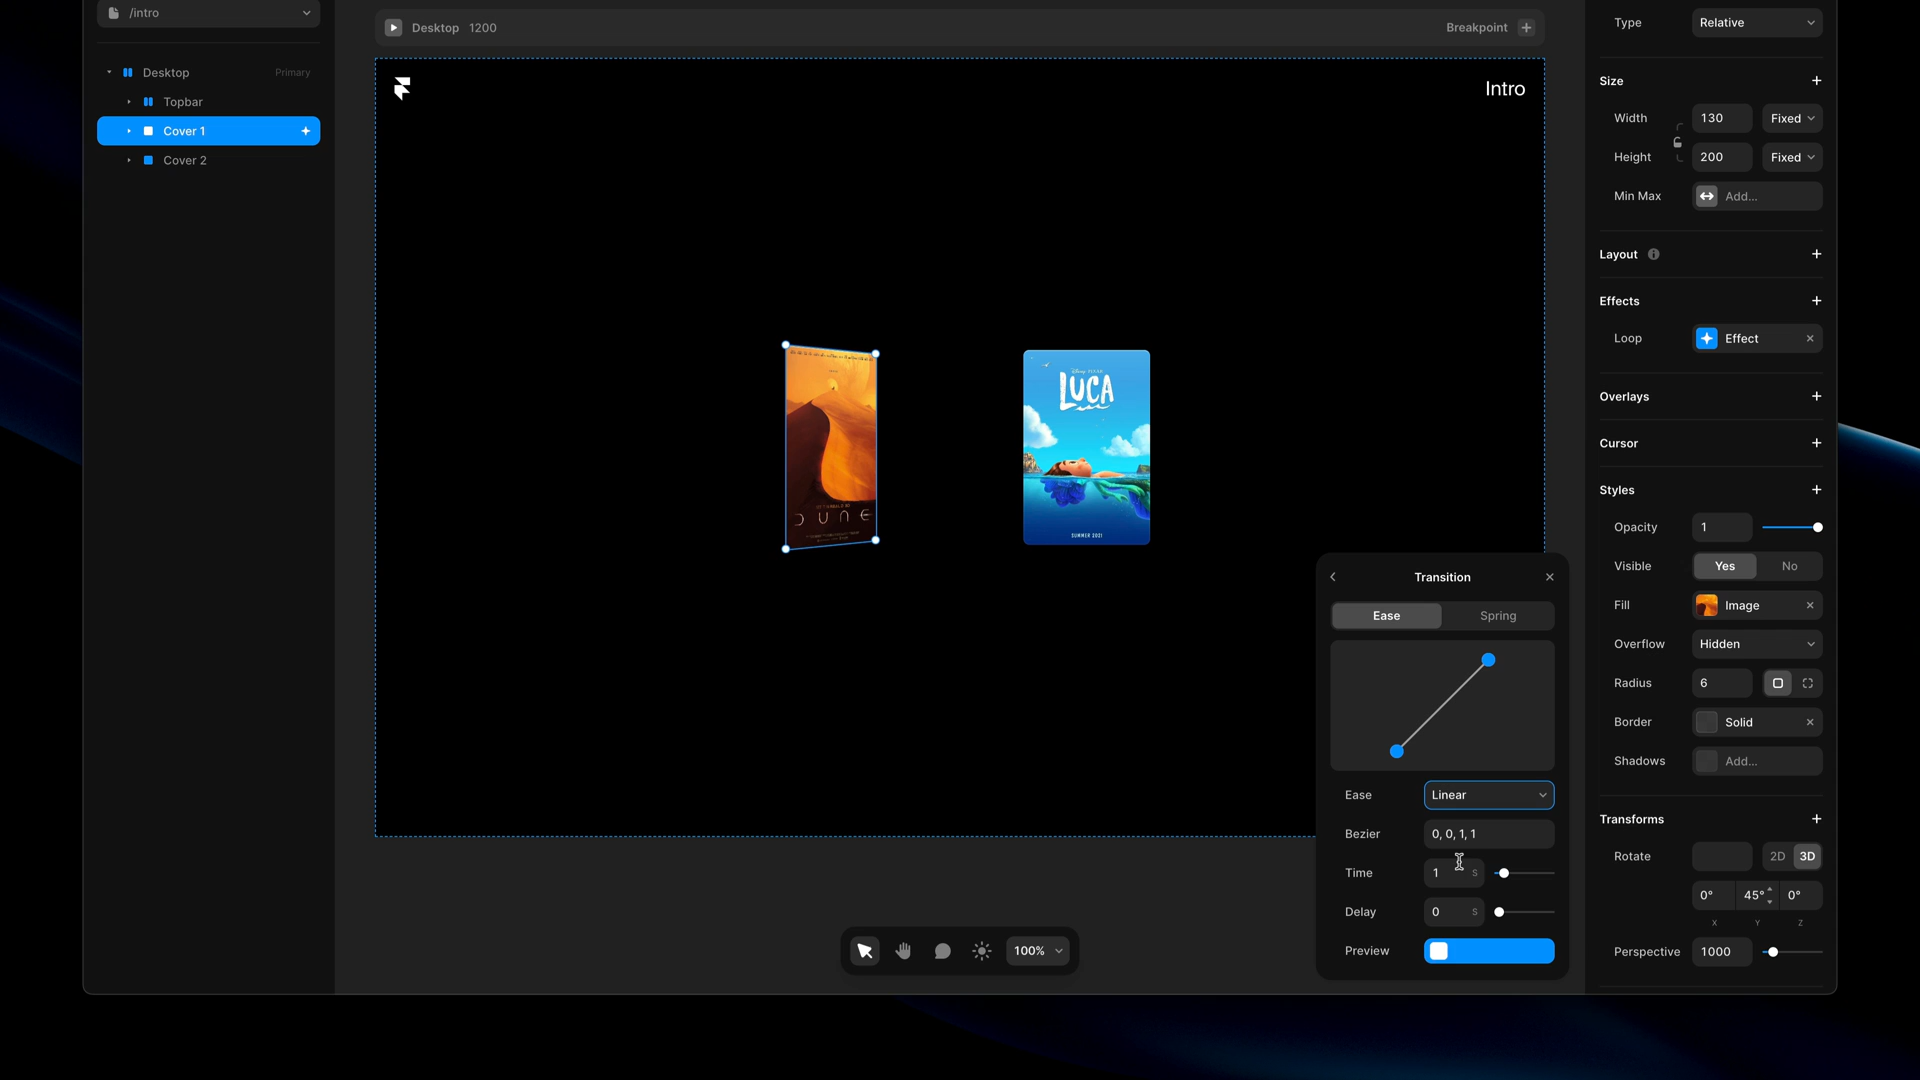 /intro
Desktop
Primary
Topbar
Cover 1
Cover 2
Desktop 1200
Breakpoint
Intro
DUNE
Disney PIXAR
LUCA
SUMMER 2021
100%
Transition
Ease
Spring
Ease
Linear
Bezier
0, 0, 1, 1
Time
1
S
Delay
0
S
Preview
Type
Relative
Size
Width
130
Fixed
Height
200
Fixed
Min Max
Add...
Layout
Effects
Loop
Effect
Overlays
Cursor
Styles
Opacity
1
Visible
Yes
No
Fill
Image
Overflow
Hidden
Radius
6
Border
Solid
Shadows
Add...
Transforms
Rotate
2D
3D
0°
45°
0°
X
Y
Z
Perspective
1000